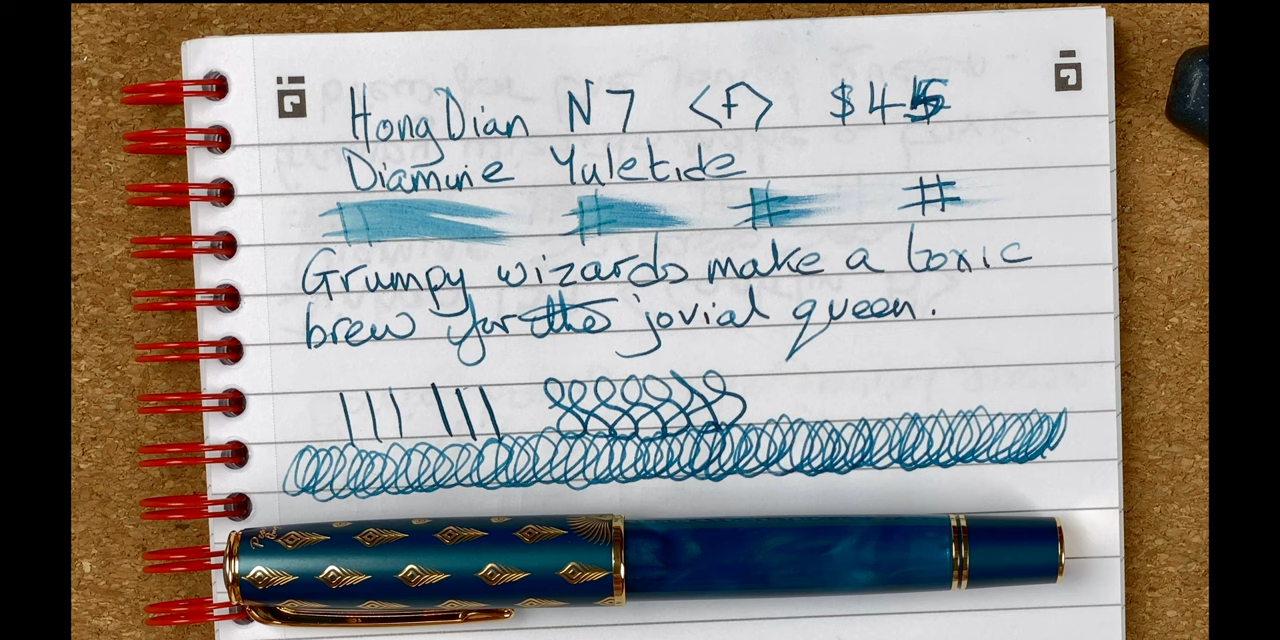 HongDian N7 <F> $45
Diamine Yuletide
# # # #
Grumpy wizards make a toxic
brew for the jovial queen.